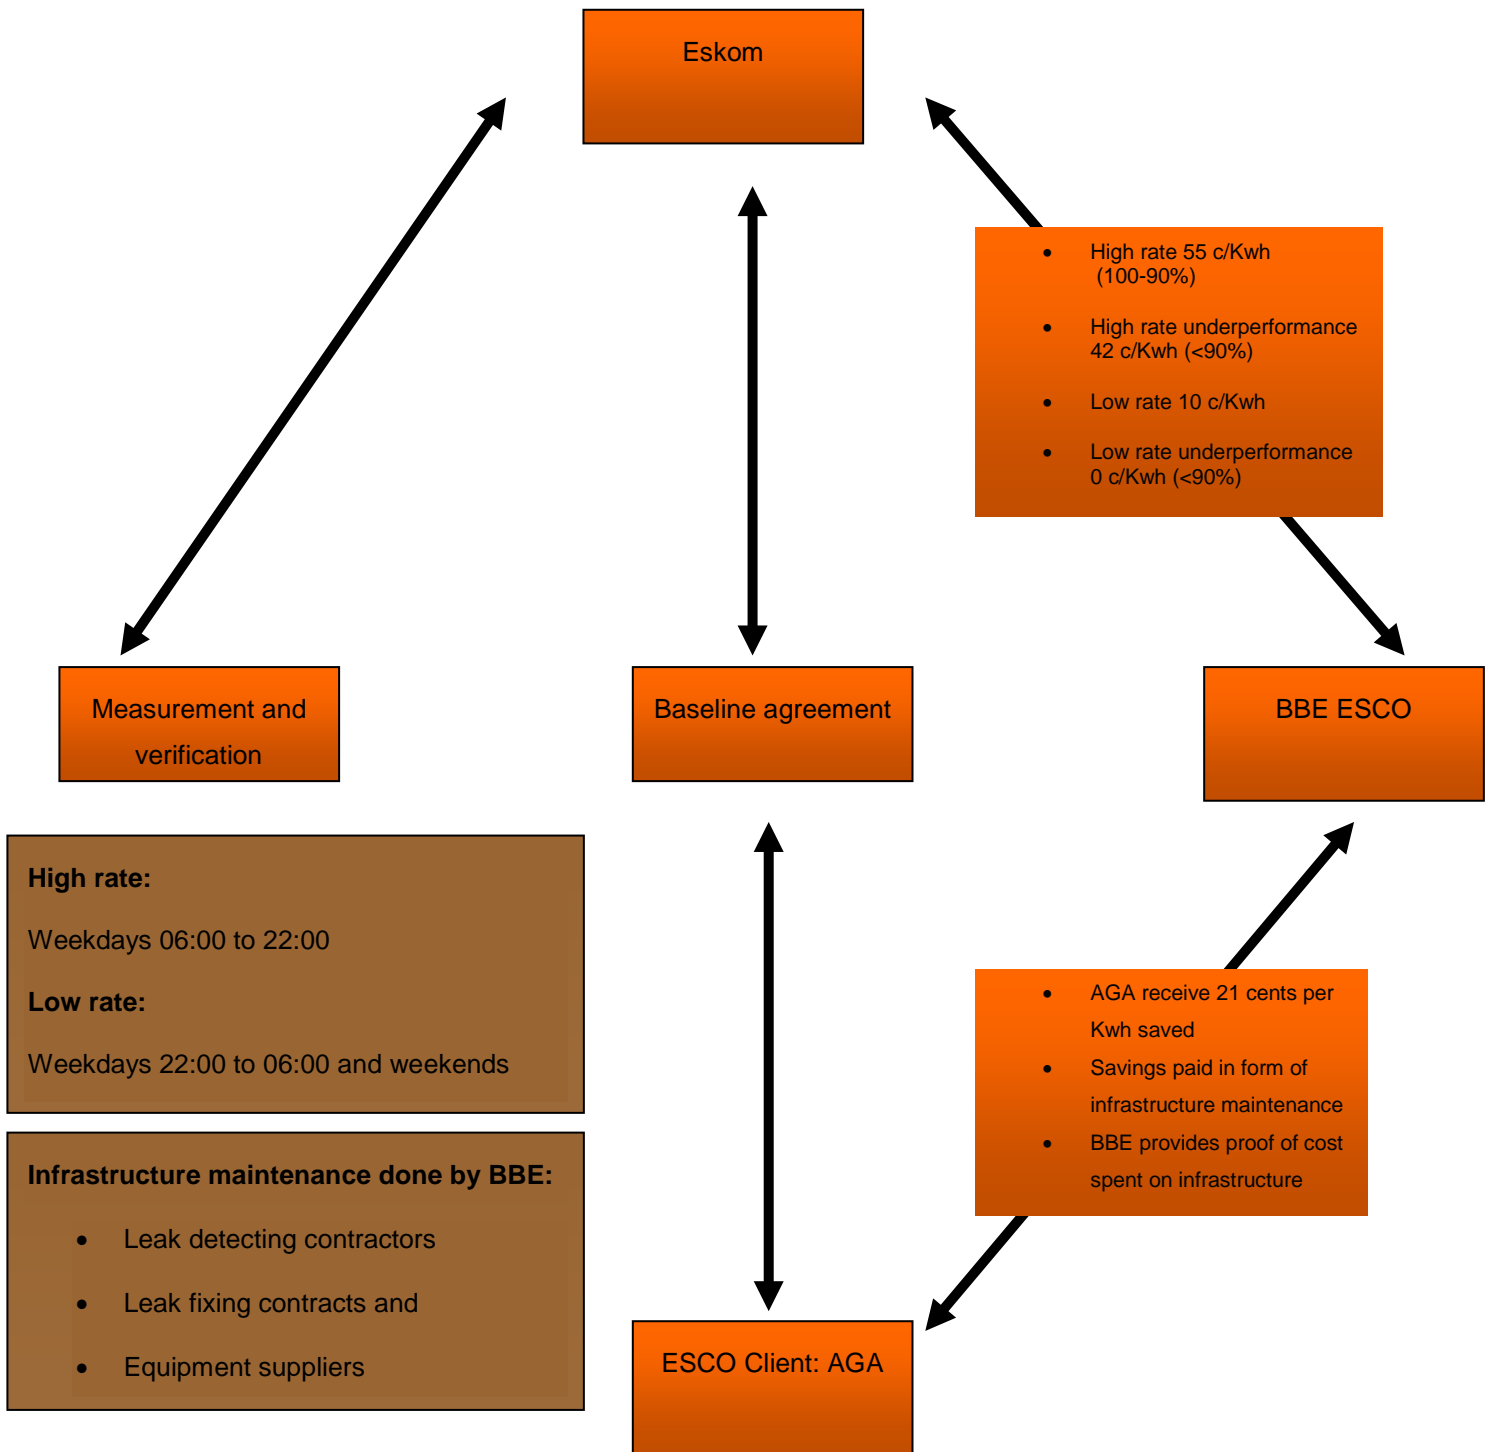 Eskom
• High rate 55 c/Kwh
(100-90%)
• High rate underperformance
42 c/Kwh (<90%)
• Low rate 10 c/Kwh
• Low rate underperformance
0 c/Kwh (<90%)
Measurement and
verification
Baseline agreement
BBE ESCO
High rate:
Weekdays 06:00 to 22:00
Low rate:
Weekdays 22:00 to 06:00 and weekends
• AGA receive 21 cents per
Kwh saved
• Savings paid in form of
infrastructure maintenance
• BBE provides proof of cost
spent on infrastructure
Infrastructure maintenance done by BBE:
• Leak detecting contractors
• Leak fixing contracts and
• Equipment suppliers
ESCO Client: AGA